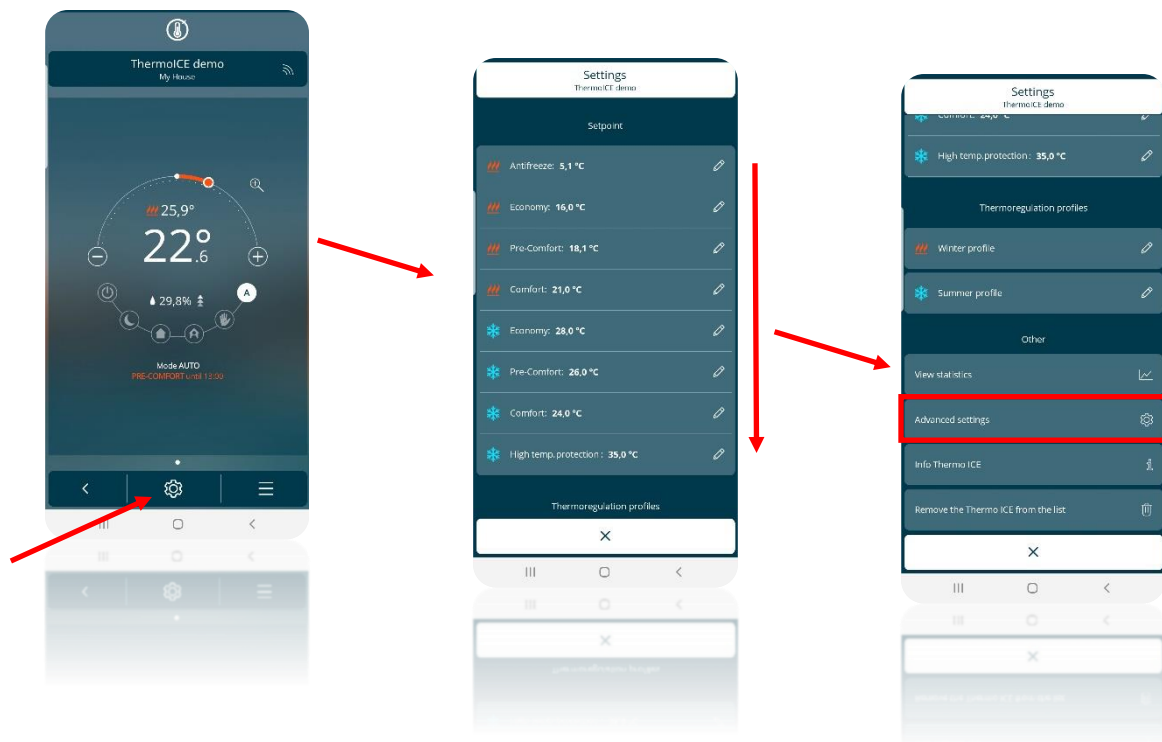 ThermoICE demo
My House
25,9°
22°.6
29,8%
A
Mode AUTO
PRE-COMFORT until 13:00
Settings
ThermoICE demo
Setpoint
Antifreeze: 5,1 °C
Economy: 16,0 °C
Pre-Comfort: 18,1 °C
Comfort: 21,0 °C
Economy: 28,0 °C
Pre-Comfort: 26,0 °C
Comfort: 24,0 °C
High temp. protection : 35,0 °C
Thermoregulation profiles
Settings
ThermoICE demo
Comfort: 24,0 °C
High temp. protection : 35,0 °C
Thermoregulation profiles
Winter profile
Summer profile
Other
View statistics
Advanced settings
Info Thermo ICE
Remove the Thermo ICE from the list